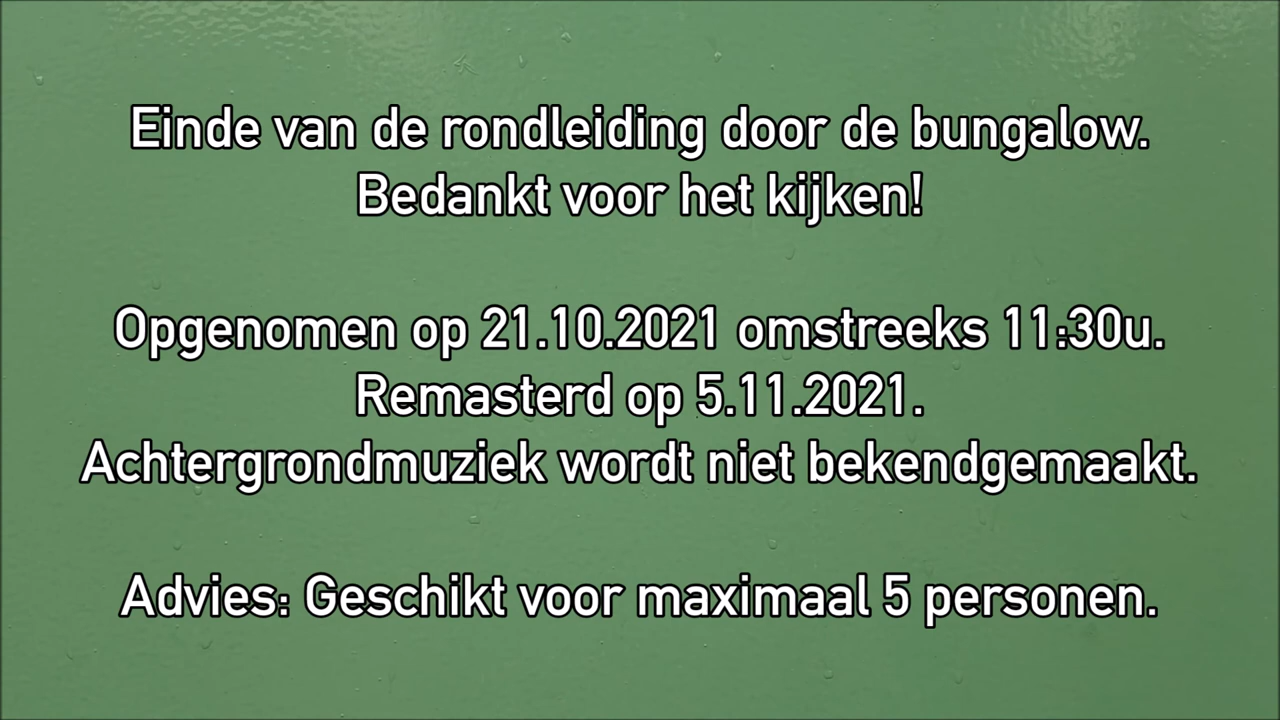 Einde van de rondleiding door de bungalow.
Bedankt voor het kijken!
Opgenomen op 21.10.2021 omstreeks 11:30u.
Remasterd op 5.11.2021.
Achtergrondmuziek wordt niet bekendgemaakt.
Advies: Geschikt voor maximaal 5 personen.